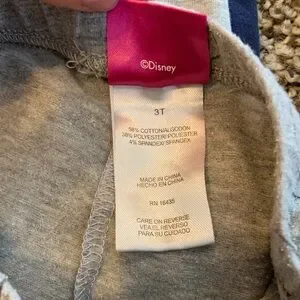 ©Disney
3T
58% COTTON/ALGODON
38% POLYESTER/POLIESTER
4% SPANDEX/SPANDEX
MADE IN CHINA
HECHO EN CHINA
RN 16435
CARE ON REVERSE
VEA EL REVERSO
PARA SU CUIDADO